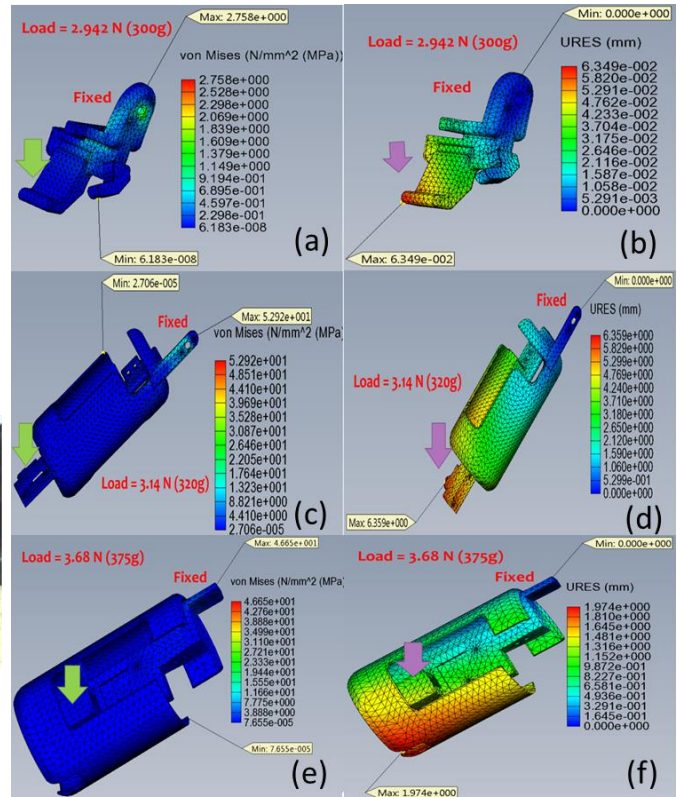 Max: 2.758e+000
Load = 2.942 N (300g)
von Mises (N/mm^2 (MPa))
2.758e+000
2.528e+000
2.298e+000
2.069e+000
1.839e+000
1.609e+000
1.379e+000
1.149e+000
9.194e-001
6.895e-001
4.597e-001
2.298e-001
6.183e-008
Fixed
Min: 6.183e-008
(a)
Min: 0.000e+000
Load = 2.942 N (300g)
URES (mm)
6.349e-002
5.820e-002
5.291e-002
4.762e-002
4.233e-002
3.704e-002
3.175e-002
2.646e-002
2.116e-002
1.587e-002
1.058e-002
5.291e-003
0.000e+000
Fixed
Max: 6.349e-002
(b)
Min: 2.706e-005
Fixed
Max: 5.292e+001
von Mises (N/mm^2 (MPa
5.292e+001
4.851e+001
4.410e+001
3.969e+001
3.528e+001
3.087e+001
2.646e+001
2.205e+001
1.764e+001
1.323e+001
8.821e+000
4.410e+000
2.706e-005
Load = 3.14 N (320g)
(c)
Min: 0.000e+000
Fixed
URES (mm)
6.359e+000
5.829e+000
5.299e+000
4.769e+000
4.240e+000
3.710e+000
3.180e+000
2.650e+000
2.120e+000
1.590e+000
1.060e+000
5.299e-001
0.000e+000
Load = 3.14 N (320g)
Max: 6.359e+000
(d)
Max: 4.665e+001
Load = 3.68 N (375g)
Fixed
von Mises (N/mm^2 (MPa))
4.665e+001
4.276e+001
3.888e+001
3.499e+001
3.110e+001
2.721e+001
2.333e+001
1.944e+001
1.555e+001
1.166e+001
7.775e+000
3.888e+000
7.655e-005
Min: 7.655e-005
(e)
Load = 3.68 N (375g)
Min: 0.000e+000
Fixed
URES (mm)
1.974e+000
1.810e+000
1.645e+000
1.481e+000
1.316e+000
1.152e+000
9.872e-001
8.227e-001
6.581e-001
4.936e-001
3.291e-001
1.645e-001
0.000e+000
Max: 1.974e+000
(f)